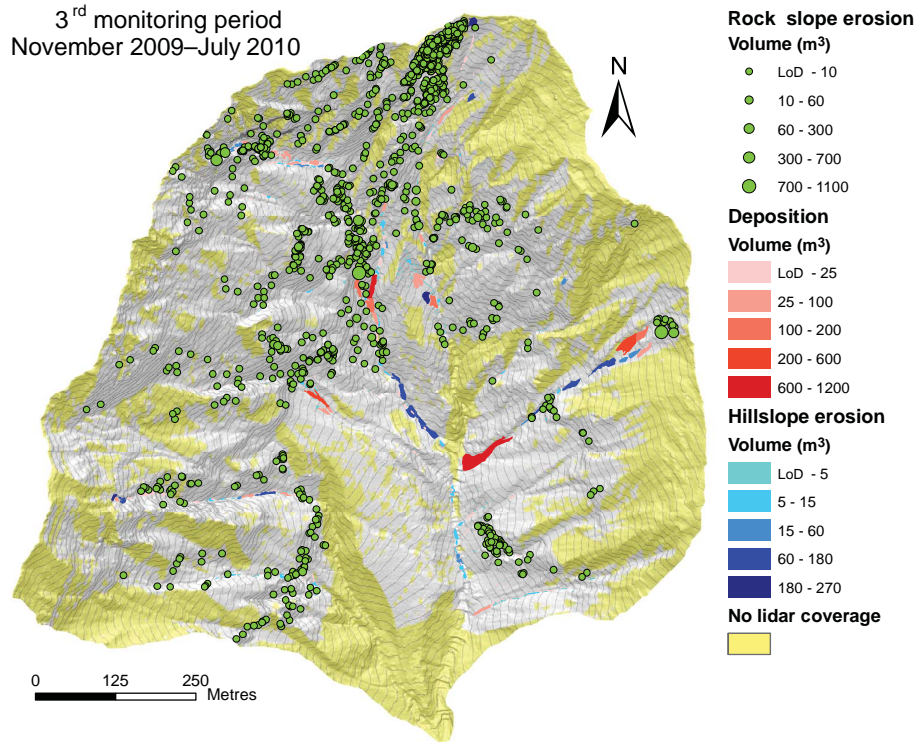 3rd monitoring period
November 2009–July 2010
N
Rock slope erosion
Volume (m³)
LoD - 10
10 - 60
60 - 300
300 - 700
700 - 1100
Deposition
Volume (m³)
LoD - 25
25 - 100
100 - 200
200 - 600
600 - 1200
Hillslope erosion
Volume (m³)
LoD - 5
5 - 15
15 - 60
60 - 180
180 - 270
No lidar coverage
0 125 250
Metres